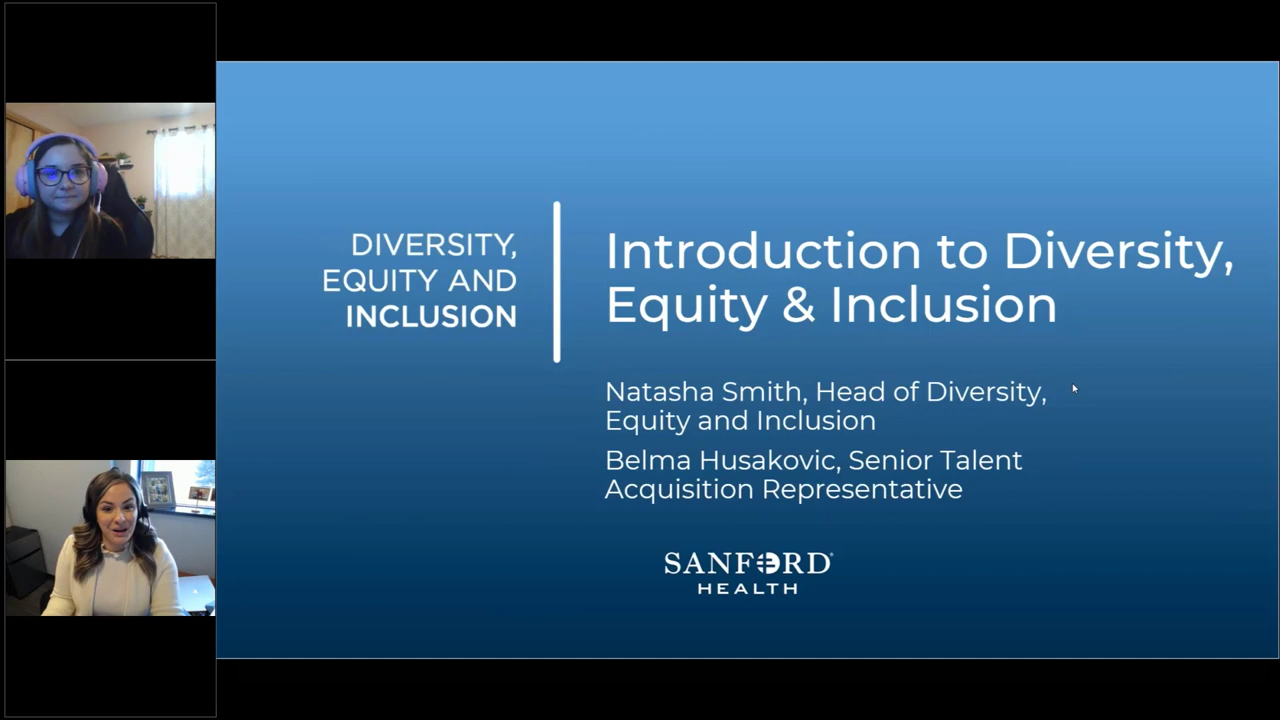 DIVERSITY,
EQUITY AND
INCLUSION
Introduction to Diversity,
Equity & Inclusion
Natasha Smith, Head of Diversity,
Equity and Inclusion
Belma Husakovic, Senior Talent
Acquisition Representative
SANFORD®
HEALTH